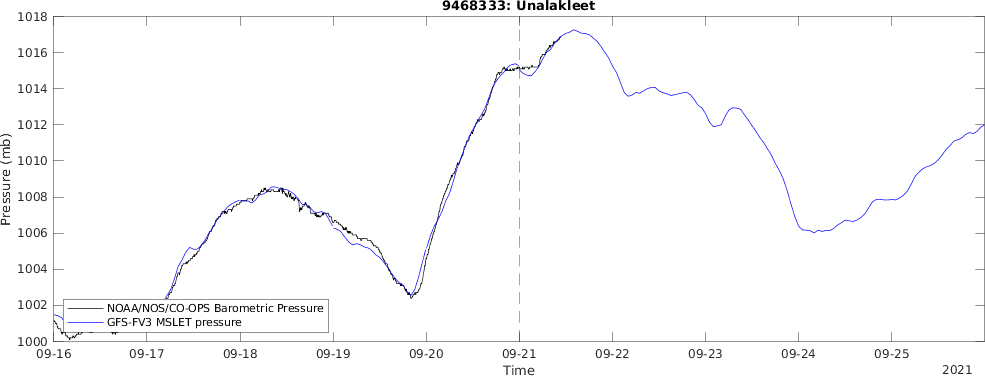 9468333: Unalakleet
1018
1016
1014
1012
1010
1008
1006
1004
1002
1000
Pressure (mb)
NOAA/NOS/CO-OPS Barometric Pressure
GFS-FV3 MSLET pressure
09-16 09-17 09-18 09-19 09-20 09-21 09-22 09-23 09-24 09-25
Time
2021